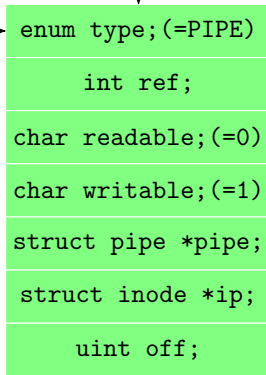 enum type;(=PIPE)
int ref;
char readable;(=0)
char writable;(=1)
struct pipe *pipe;
struct inode *ip;
uint off;